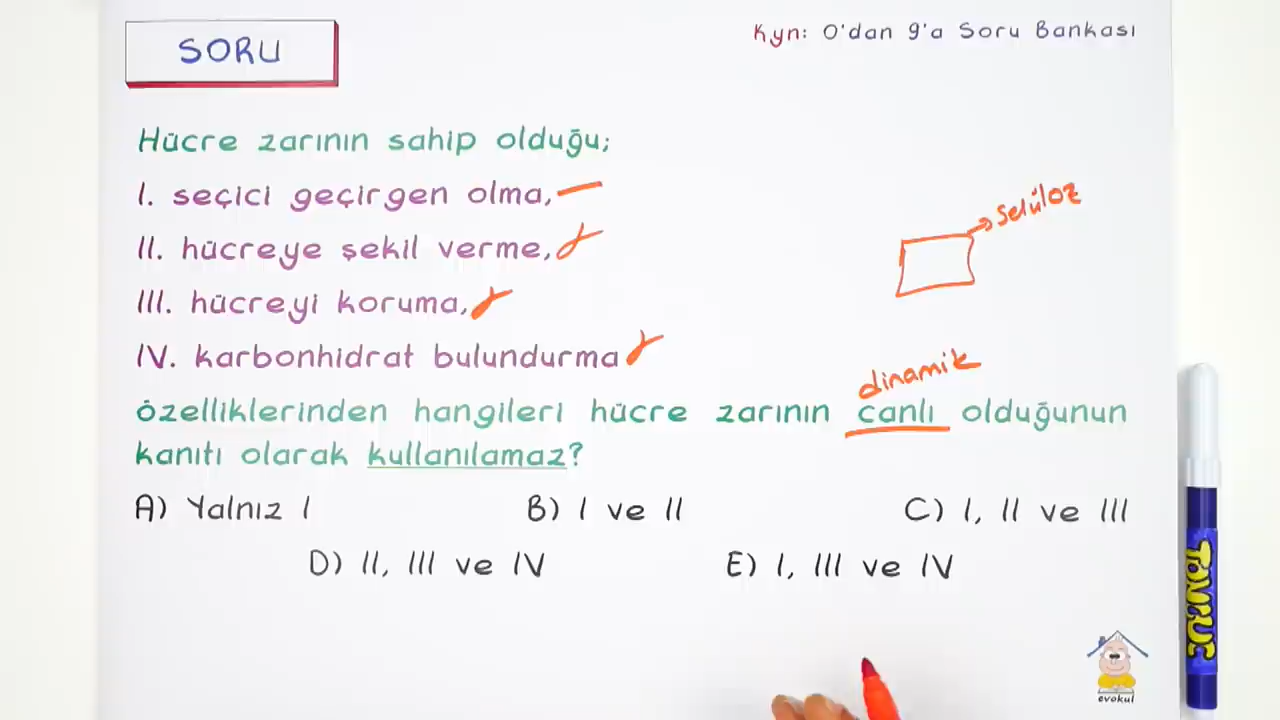 SORU
Kyn: 0'dan 9'a Soru Bankası
Hücre zarının sahip olduğu;
I. seçici geçirgen olma,
II. hücreye şekil verme,
III. hücreyi koruma,
IV. karbonhidrat bulundurma
selüloz
dinamik
özelliklerinden hangileri hücre zarının canlı olduğunun
kanıtı olarak kullanılamaz?
A) Yalnız I
B) I ve II
C) I, II ve III
D) II, III ve IV
E) I, III ve IV
TOMBUL
evokul